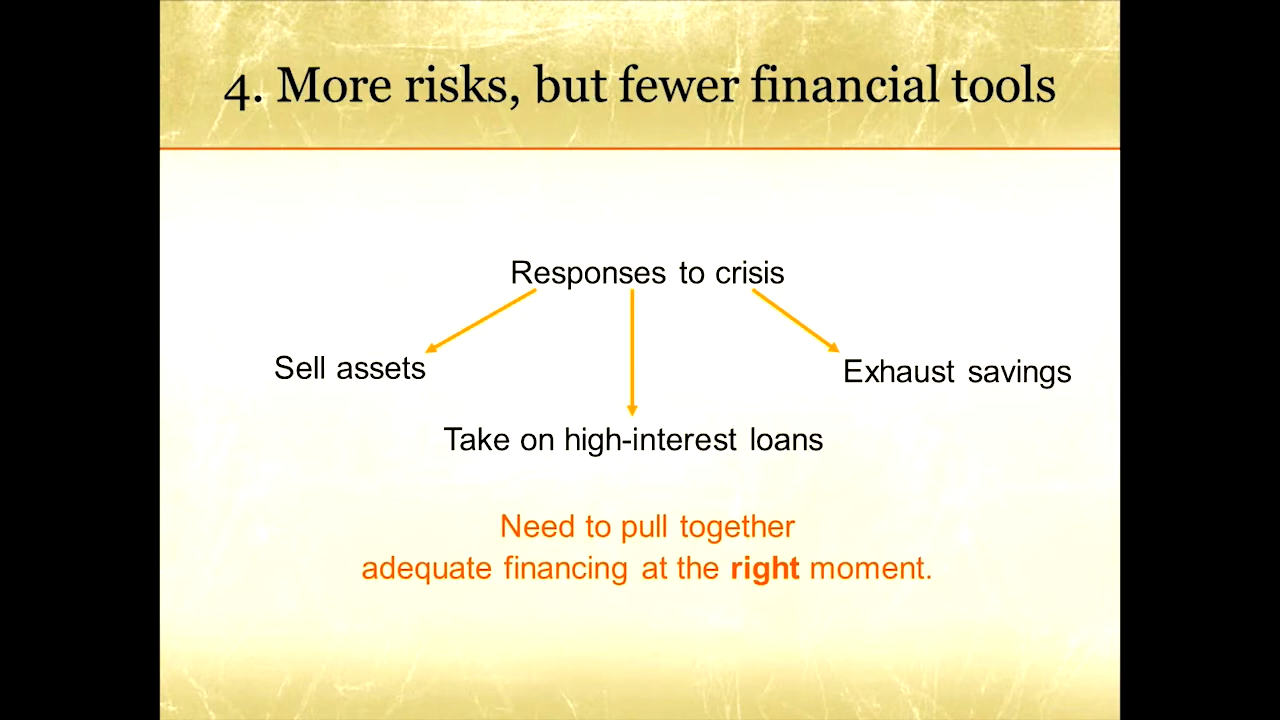 4. More risks, but fewer financial tools
Responses to crisis
Sell assets
Exhaust savings
Take on high-interest loans
Need to pull together
adequate financing at the right moment.